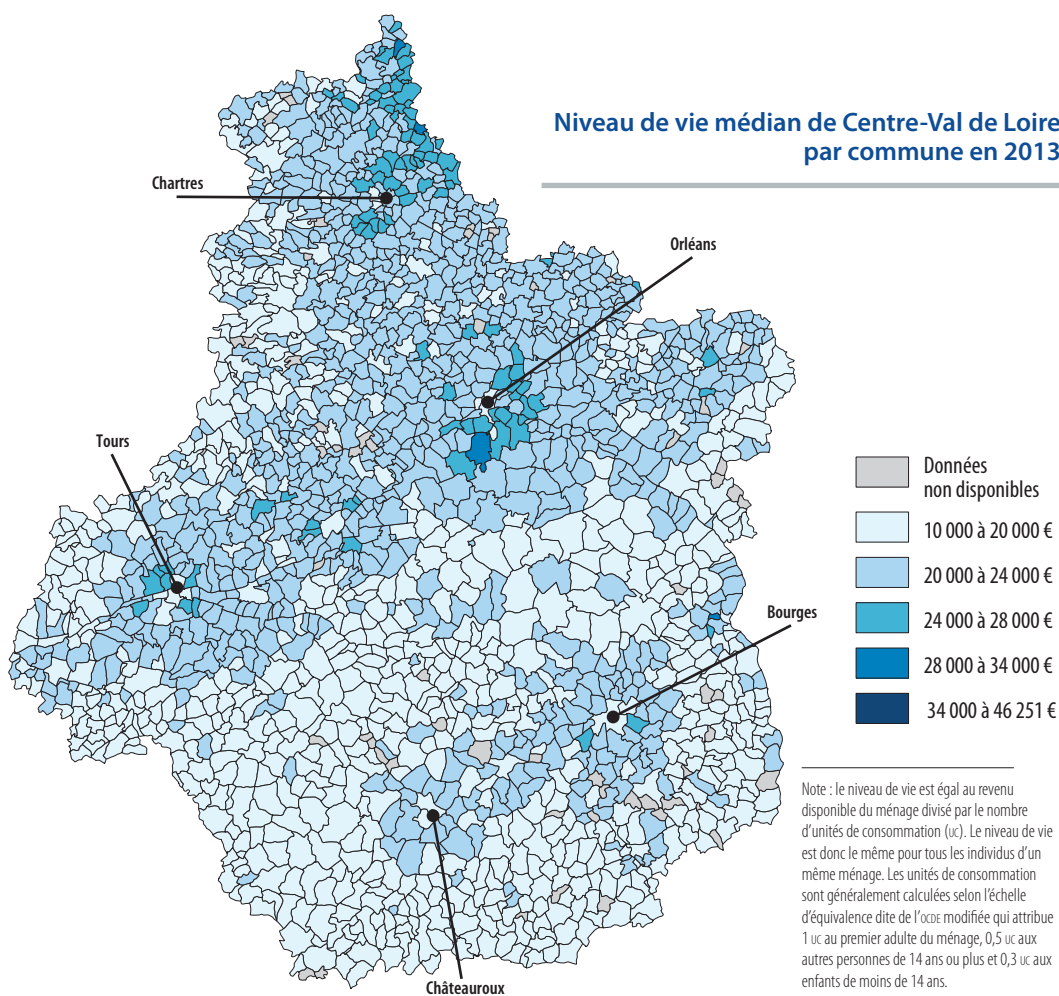 Niveau de vie médian de Centre-Val de Loire
par commune en 2013
Chartres
Orléans
Tours
Bourges
Châteauroux
Données
non disponibles
10 000 à 20 000 €
20 000 à 24 000 €
24 000 à 28 000 €
28 000 à 34 000 €
34 000 à 46 251 €
Note : le niveau de vie est égal au revenu
disponible du ménage divisé par le nombre
d'unités de consommation (UC). Le niveau de vie
est donc le même pour tous les individus d'un
même ménage. Les unités de consommation
sont généralement calculées selon l'échelle
d'équivalence dite de l'OCDE modifiée qui attribue
1 UC au premier adulte du ménage, 0,5 UC aux
autres personnes de 14 ans ou plus et 0,3 UC aux
enfants de moins de 14 ans.